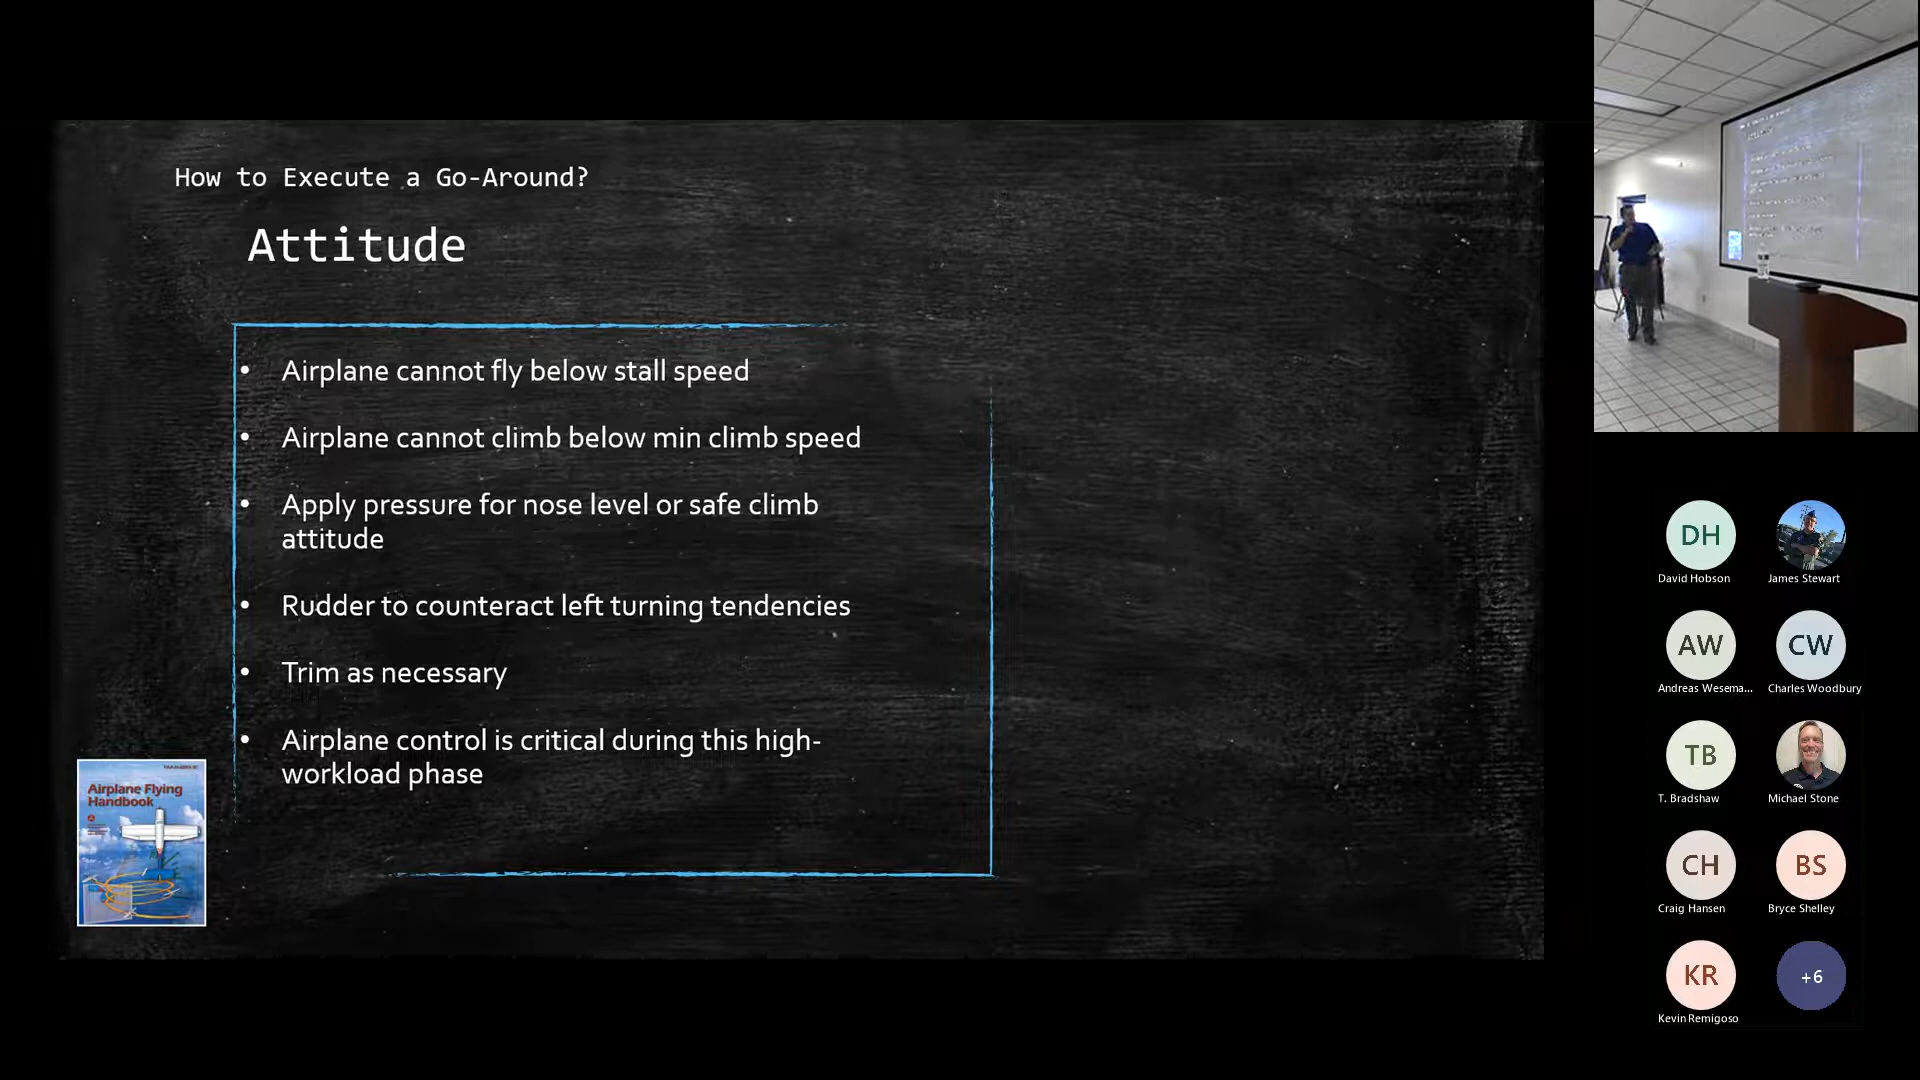 How to Execute a Go-Around?
Attitude
• Airplane cannot fly below stall speed
• Airplane cannot climb below min climb speed
• Apply pressure for nose level or safe climb
attitude
• Rudder to counteract left turning tendencies
• Trim as necessary
• Airplane control is critical during this high-
workload phase
Airplane Flying
Handbook
DH
David Hobson
James Stewart
AW
Andreas Wesema...
CW
Charles Woodbury
TB
T. Bradshaw
Michael Stone
CH
Craig Hansen
BS
Bryce Shelley
KR
Kevin Remigoso
+6